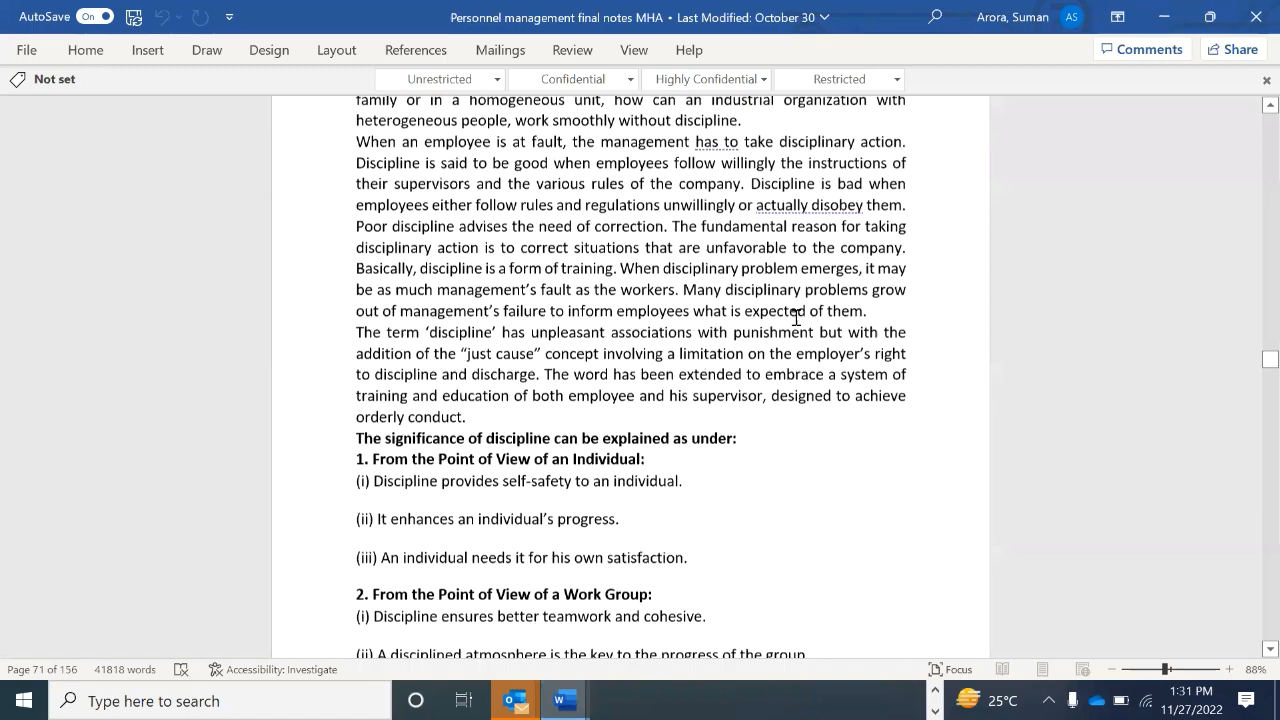 AutoSave On Personnel management final notes MHA • Last Modified: October 30 Arora, Suman AS
File Home Insert Draw Design Layout References Mailings Review View Help Comments Share
Not set Unrestricted Confidential Highly Confidential Restricted
family or in a homogeneous unit, how can an industrial organization with
heterogeneous people, work smoothly without discipline.
When an employee is at fault, the management has to take disciplinary action.
Discipline is said to be good when employees follow willingly the instructions of
their supervisors and the various rules of the company. Discipline is bad when
employees either follow rules and regulations unwillingly or actually disobey them.
Poor discipline advises the need of correction. The fundamental reason for taking
disciplinary action is to correct situations that are unfavorable to the company.
Basically, discipline is a form of training. When disciplinary problem emerges, it may
be as much management’s fault as the workers. Many disciplinary problems grow
out of management’s failure to inform employees what is expected of them.
The term ‘discipline’ has unpleasant associations with punishment but with the
addition of the “just cause” concept involving a limitation on the employer’s right
to discipline and discharge. The word has been extended to embrace a system of
training and education of both employee and his supervisor, designed to achieve
orderly conduct.
The significance of discipline can be explained as under:
1. From the Point of View of an Individual:
(i) Discipline provides self-safety to an individual.
(ii) It enhances an individual’s progress.
(iii) An individual needs it for his own satisfaction.
2. From the Point of View of a Work Group:
(i) Discipline ensures better teamwork and cohesive.
(ii) A disciplined atmosphere is the key to the progress of the group.
Page 71 of 156 41818 words Accessibility: Investigate Focus 88%
Type here to search 25°C 1:31 PM
11/27/2022